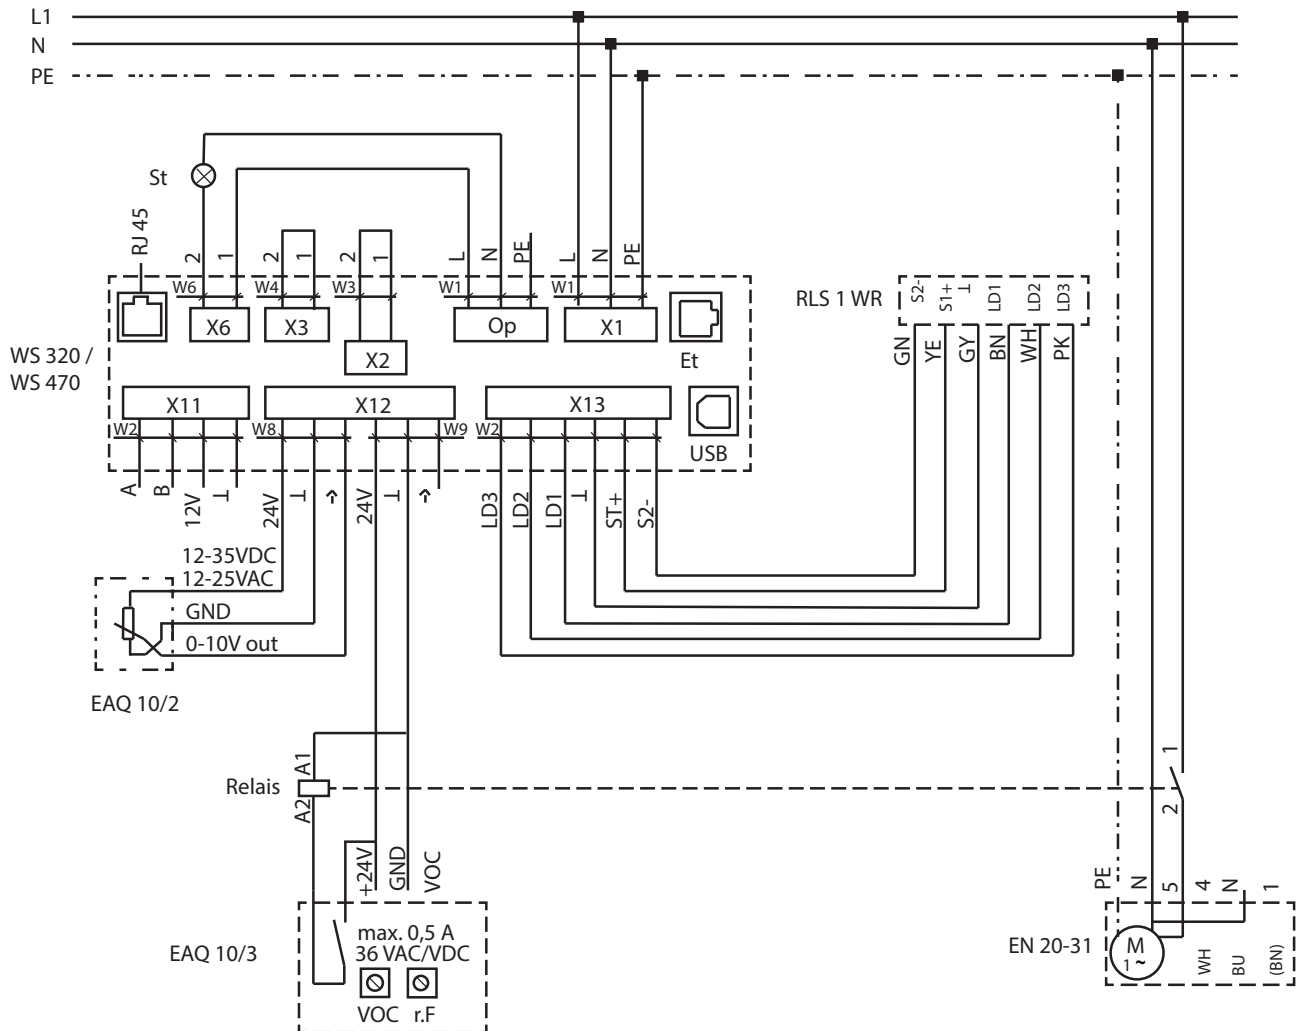 L1
N
PE
St
RJ 45
2
1
2
1
2
1
L
N
PE
L
N
PE
W6
W4
W3
W1
W1
X6
X3
X2
Op
X1
Et
WS 320 /
WS 470
X11
X12
X13
USB
W2
W8
W9
W2
A
B
12V
⊥
24V
⊥
↑
24V
⊥
↑
LD3
LD2
LD1
⊥
ST+
S2-
RLS 1 WR
S2-
S1+
⊥
LD1
LD2
LD3
GN
YE
GY
BN
WH
PK
12-35VDC
12-25VAC
GND
0-10V out
EAQ 10/2
Relais
A1
A2
1
2
+24V
GND
VOC
EAQ 10/3
max. 0,5 A
36 VAC/VDC
VOC r.F
PE
N
5
4
N
1
EN 20-31
M
1 ~
WH
BU
(BN)